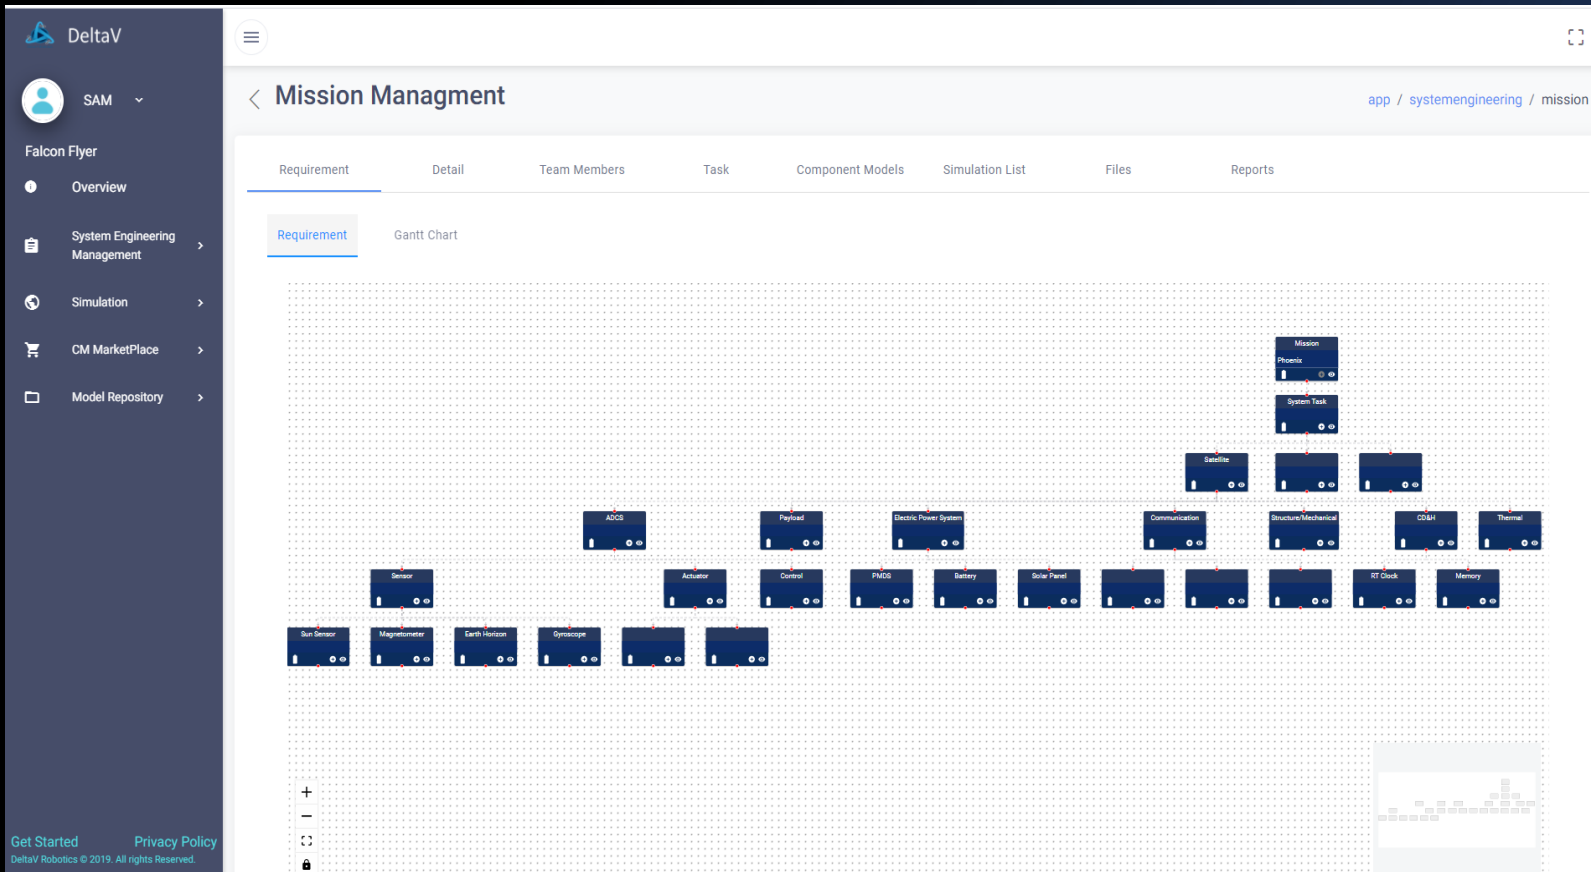 DeltaV
SAM
Falcon Flyer
Overview
System Engineering
Management
Simulation
CM MarketPlace
Model Repository
Get Started
Privacy Policy
DeltaV Robotics © 2019. All rights Reserved.
Mission Managment
app / systemengineering / mission
Requirement
Detail
Team Members
Task
Component Models
Simulation List
Files
Reports
Requirement
Gantt Chart
Mission
Phoenix
System Task
Satellite
ADCS
Payload
Electric Power System
Communication
Structure/Mechanical
CD&H
Thermal
Sensor
Actuator
Control
PMDS
Battery
Solar Panel
RT Clock
Memory
Sun Sensor
Magnetometer
Earth Horizon
Gyroscope